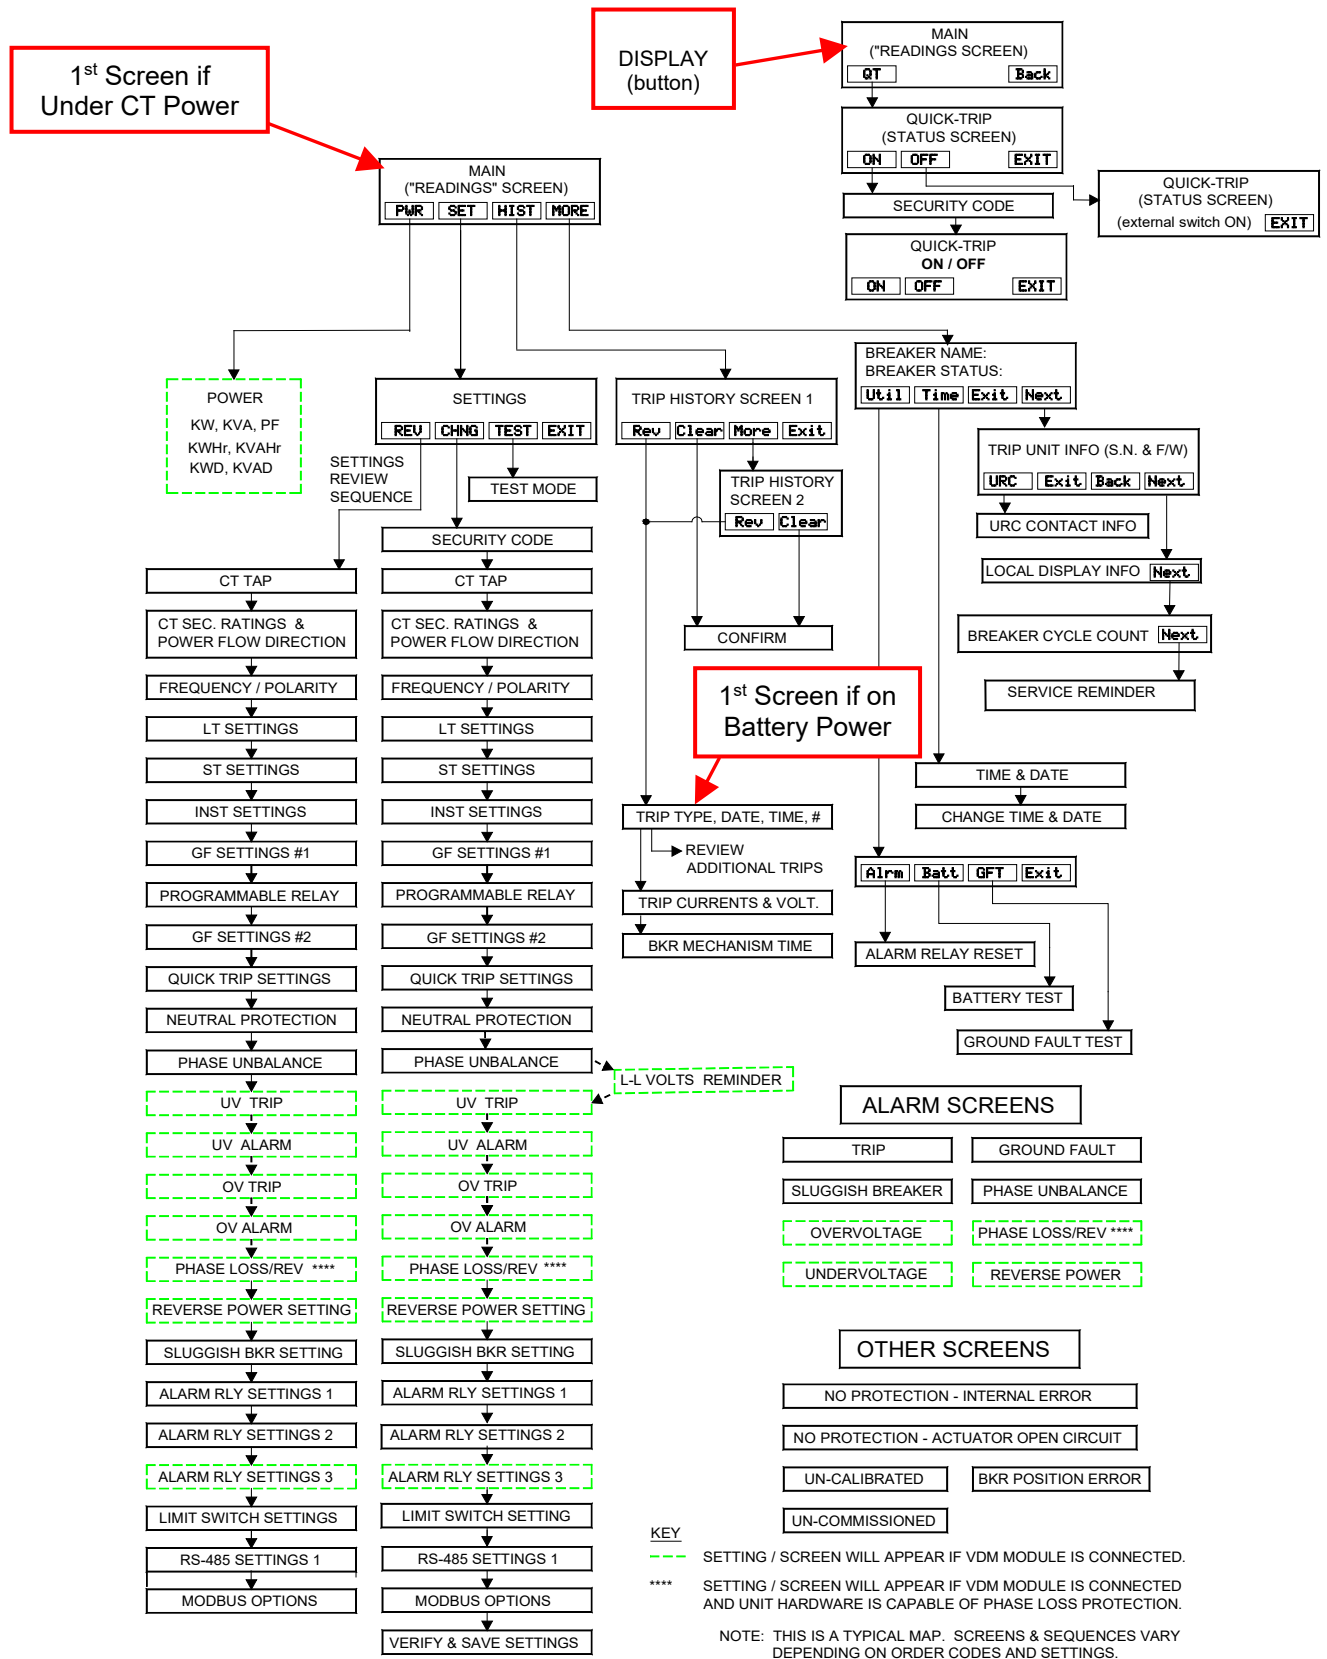 1st Screen if
Under CT Power
DISPLAY
(button)
MAIN
("READINGS SCREEN)
QT
Back
QUICK-TRIP
(STATUS SCREEN)
ON
OFF
EXIT
SECURITY CODE
QUICK-TRIP
ON / OFF
ON
OFF
EXIT
QUICK-TRIP
(STATUS SCREEN)
(external switch ON)
EXIT
MAIN
("READINGS" SCREEN)
PWR
SET
HIST
MORE
POWER
KW, KVA, PF
KWHr, KVAHr
KWD, KVAD
SETTINGS
REV
CHNG
TEST
EXIT
SETTINGS
REVIEW
SEQUENCE
TEST MODE
TRIP HISTORY SCREEN 1
Rev
Clear
More
Exit
TRIP HISTORY
SCREEN 2
Rev
Clear
CONFIRM
BREAKER NAME:
BREAKER STATUS:
Util
Time
Exit
Next
TRIP UNIT INFO (S.N. & F/W)
URC
Exit
Back
Next
URC CONTACT INFO
LOCAL DISPLAY INFO
Next
BREAKER CYCLE COUNT
Next
SERVICE REMINDER
1st Screen if on
Battery Power
TRIP TYPE, DATE, TIME, #
REVIEW
ADDITIONAL TRIPS
TRIP CURRENTS & VOLT.
BKR MECHANISM TIME
TIME & DATE
CHANGE TIME & DATE
Alrm
Batt
GFT
Exit
ALARM RELAY RESET
BATTERY TEST
GROUND FAULT TEST
CT TAP
CT SEC. RATINGS &
POWER FLOW DIRECTION
FREQUENCY / POLARITY
LT SETTINGS
ST SETTINGS
INST SETTINGS
GF SETTINGS #1
PROGRAMMABLE RELAY
GF SETTINGS #2
QUICK TRIP SETTINGS
NEUTRAL PROTECTION
PHASE UNBALANCE
UV TRIP
UV ALARM
OV TRIP
OV ALARM
PHASE LOSS/REV ****
REVERSE POWER SETTING
SLUGGISH BKR SETTING
ALARM RLY SETTINGS 1
ALARM RLY SETTINGS 2
ALARM RLY SETTINGS 3
LIMIT SWITCH SETTINGS
RS-485 SETTINGS 1
MODBUS OPTIONS
SECURITY CODE
CT TAP
CT SEC. RATINGS &
POWER FLOW DIRECTION
FREQUENCY / POLARITY
LT SETTINGS
ST SETTINGS
INST SETTINGS
GF SETTINGS #1
PROGRAMMABLE RELAY
GF SETTINGS #2
QUICK TRIP SETTINGS
NEUTRAL PROTECTION
PHASE UNBALANCE
L-L VOLTS REMINDER
UV TRIP
UV ALARM
OV TRIP
OV ALARM
PHASE LOSS/REV ****
REVERSE POWER SETTING
SLUGGISH BKR SETTING
ALARM RLY SETTINGS 1
ALARM RLY SETTINGS 2
ALARM RLY SETTINGS 3
LIMIT SWITCH SETTING
RS-485 SETTINGS 1
MODBUS OPTIONS
VERIFY & SAVE SETTINGS
ALARM SCREENS
TRIP
GROUND FAULT
SLUGGISH BREAKER
PHASE UNBALANCE
OVERVOLTAGE
PHASE LOSS/REV ****
UNDERVOLTAGE
REVERSE POWER
OTHER SCREENS
NO PROTECTION - INTERNAL ERROR
NO PROTECTION - ACTUATOR OPEN CIRCUIT
UN-CALIBRATED
BKR POSITION ERROR
UN-COMMISSIONED
KEY
SETTING / SCREEN WILL APPEAR IF VDM MODULE IS CONNECTED.
**** SETTING / SCREEN WILL APPEAR IF VDM MODULE IS CONNECTED
AND UNIT HARDWARE IS CAPABLE OF PHASE LOSS PROTECTION.
NOTE: THIS IS A TYPICAL MAP. SCREENS & SEQUENCES VARY
DEPENDING ON ORDER CODES AND SETTINGS.